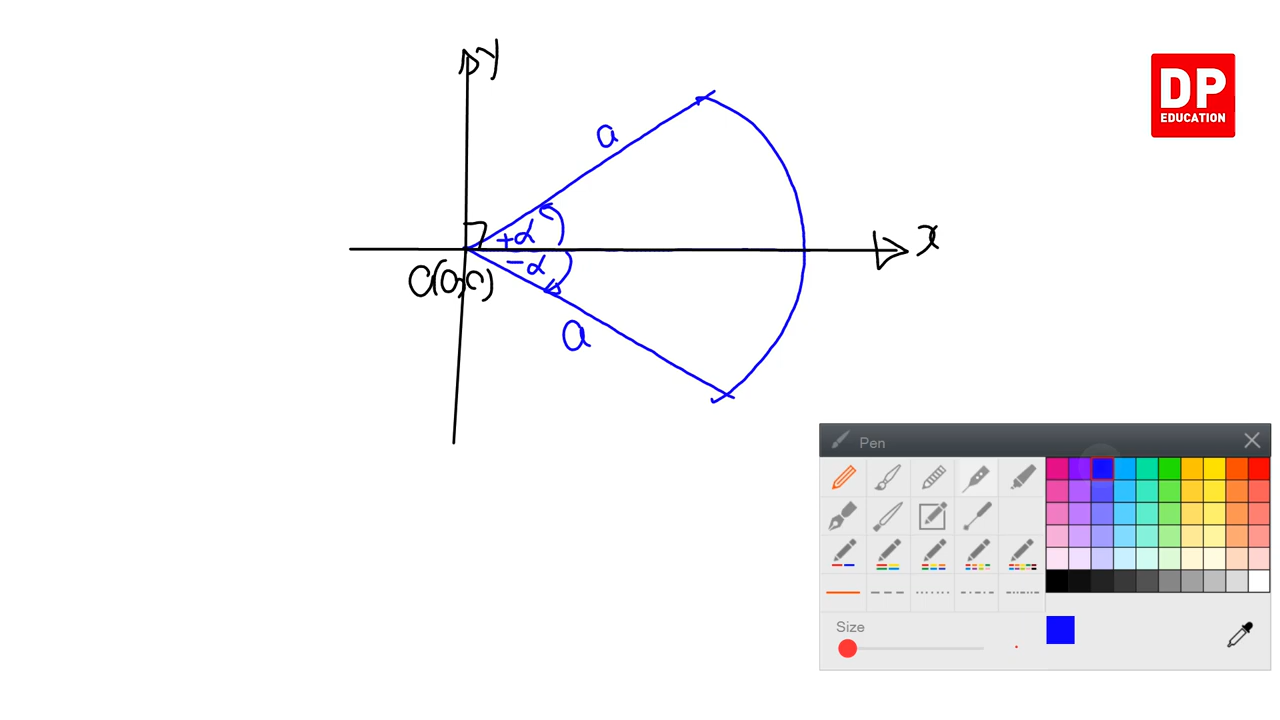 y
DP
EDUCATION
a
+α
x
-α
O(0,0)
a
Pen
Size